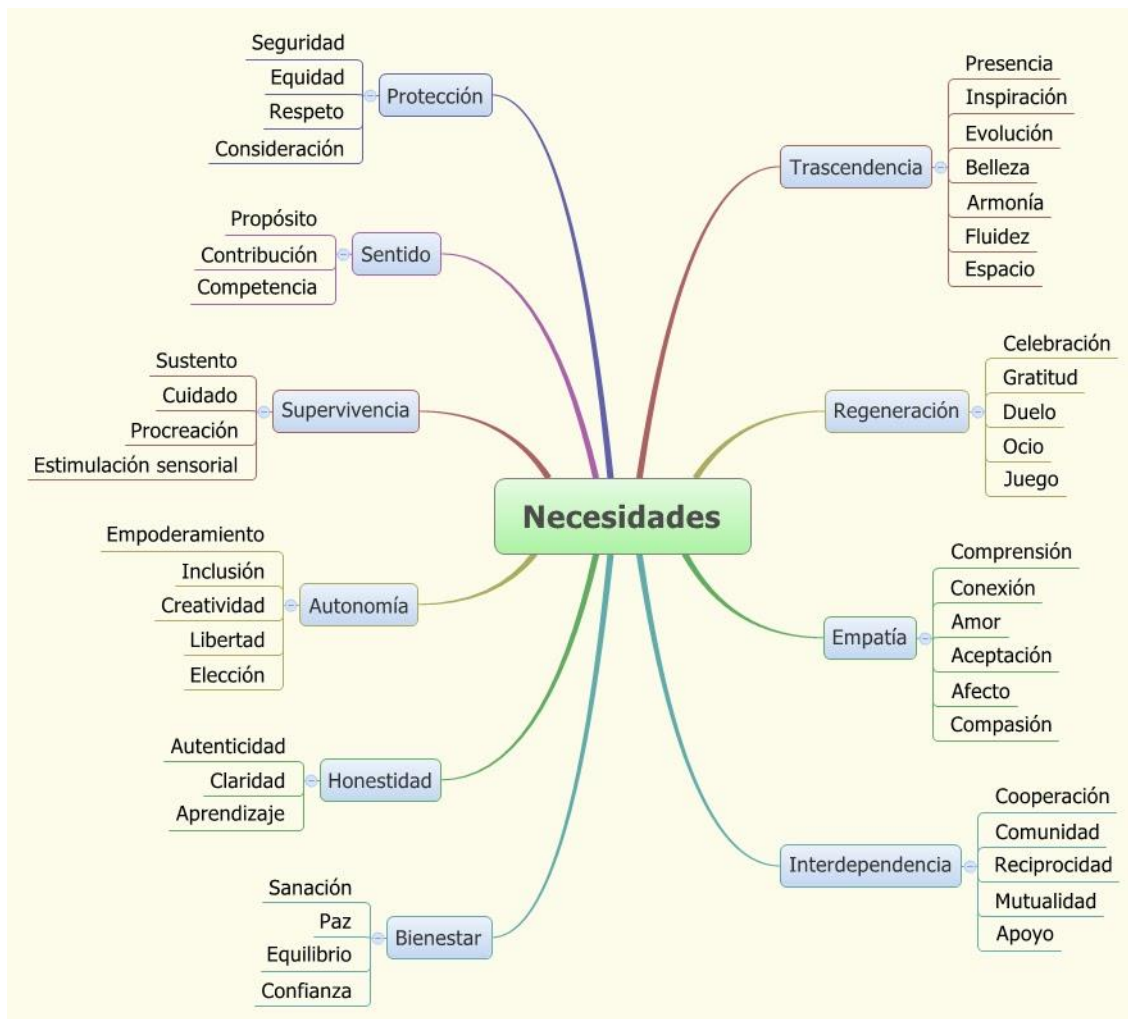 Necesidades
Protección
Seguridad
Equidad
Respeto
Consideración
Sentido
Propósito
Contribución
Competencia
Supervivencia
Sustento
Cuidado
Procreación
Estimulación sensorial
Autonomía
Empoderamiento
Inclusión
Creatividad
Libertad
Elección
Honestidad
Autenticidad
Claridad
Aprendizaje
Bienestar
Sanación
Paz
Equilibrio
Confianza
Trascendencia
Presencia
Inspiración
Evolución
Belleza
Armonía
Fluidez
Espacio
Regeneración
Celebración
Gratitud
Duelo
Ocio
Juego
Empatía
Comprensión
Conexión
Amor
Aceptación
Afecto
Compasión
Interdependencia
Cooperación
Comunidad
Reciprocidad
Mutualidad
Apoyo